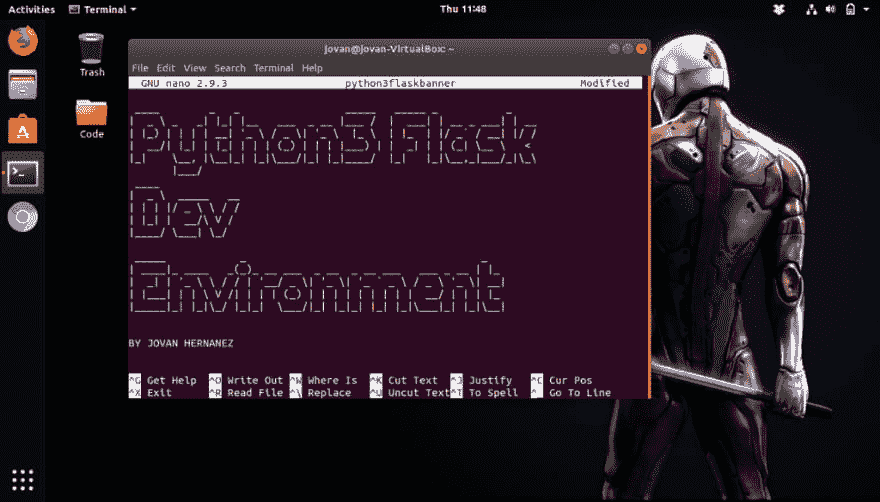 Activities Terminal Thu 11:48
Trash
Code
jovan@jovan-VirtualBox: ~
File Edit View Search Terminal Help
GNU nano 2.9.3 python3flaskbanner Modified
Python3 Flask
Dev
Environment
BY JOVAN HERNANEZ
^G Get Help ^O Write Out ^W Where Is ^K Cut Text ^J Justify ^C Cur Pos
^X Exit ^R Read File ^\ Replace ^U Uncut Text ^T To Spell ^_ Go To Line